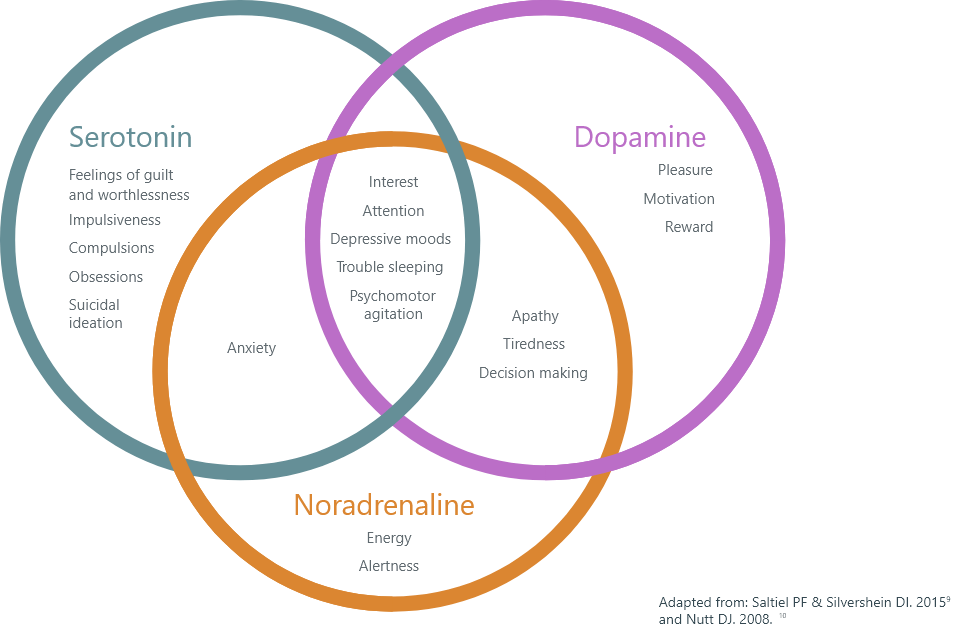 Serotonin
Feelings of guilt
and worthlessness
Impulsiveness
Compulsions
Obsessions
Suicidal
ideation
Dopamine
Pleasure
Motivation
Reward
Interest
Attention
Depressive moods
Trouble sleeping
Psychomotor
agitation
Anxiety
Apathy
Tiredness
Decision making
Noradrenaline
Energy
Alertness
Adapted from: Saltiel PF & Silvershein DI. 2015⁹
and Nutt DJ. 2008. ¹⁰